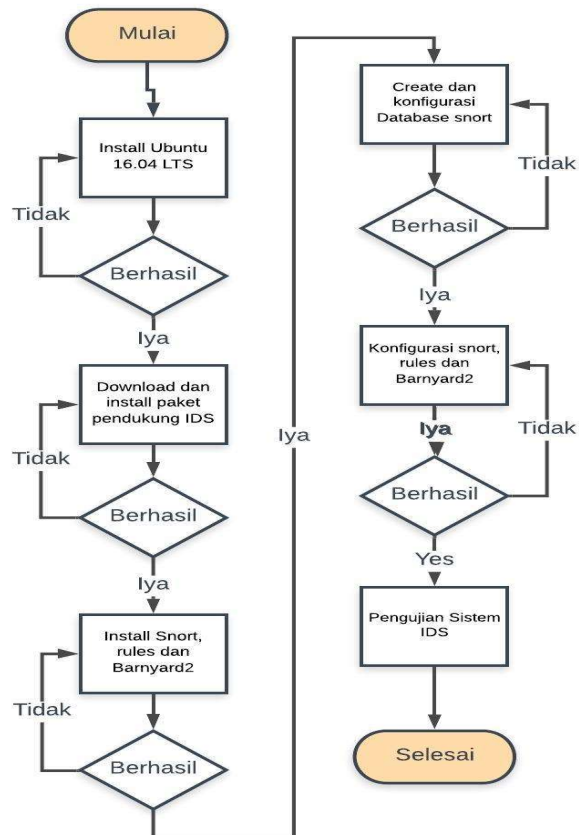 Mulai
Install Ubuntu
16.04 LTS
Tidak
Berhasil
Iya
Download dan
install paket
pendukung IDS
Tidak
Berhasil
Iya
Install Snort,
rules dan
Barnyard2
Tidak
Berhasil
Iya
Create dan
konfigurasi
Database snort
Tidak
Berhasil
Iya
Konfigurasi snort,
rules dan
Barnyard2
Iya
Tidak
Berhasil
Yes
Pengujian Sistem
IDS
Selesai